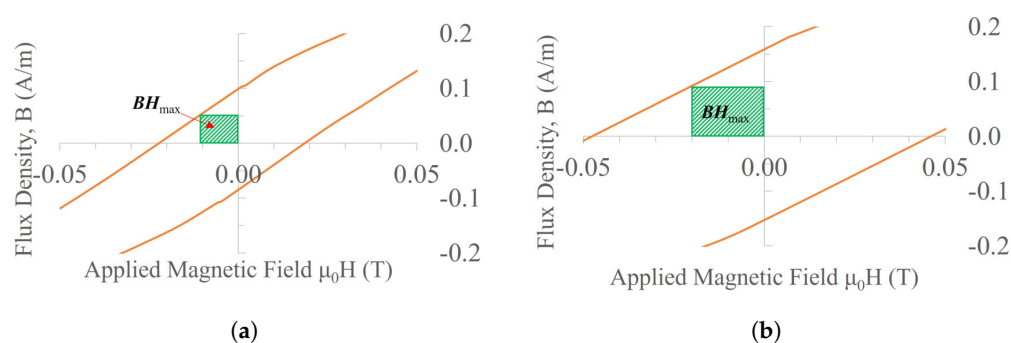 Flux Density, B (A/m)
0.2
0.1
BHmax
0.0
-0.05
0.00
0.05
-0.1
-0.2
Applied Magnetic Field μ₀H (T)
(a)
Flux Density, B (A/m)
0.2
0.1
BHmax
0.0
-0.05
0.00
0.05
-0.1
-0.2
Applied Magnetic Field μ₀H (T)
(b)